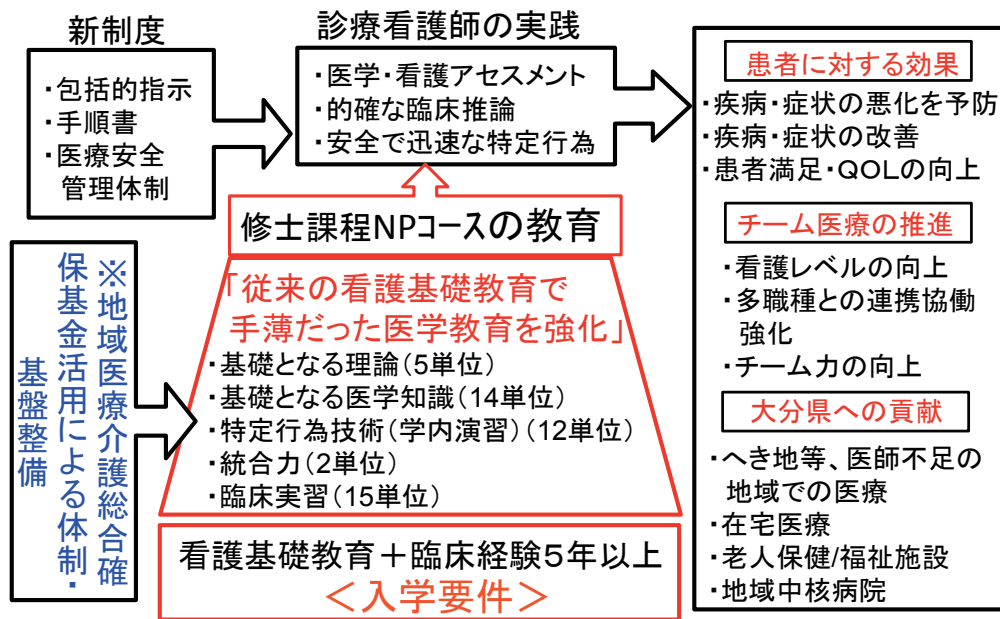 新制度
・包括的指示
・手順書
・医療安全
管理体制
診療看護師の実践
・医学・看護アセスメント
・的確な臨床推論
・安全で迅速な特定行為
修士課程NPコースの教育
「従来の看護基礎教育で
手薄だった医学教育を強化」
・基礎となる理論(5単位)
・基礎となる医学知識(14単位)
・特定行為技術(学内演習)(12単位)
・統合力(2単位)
・臨床実習(15単位)
看護基礎教育＋臨床経験5年以上
＜入学要件＞
※地域医療介護総合確
保基金活用による体制・
基盤整備
患者に対する効果
・疾病・症状の悪化を予防
・疾病・症状の改善
・患者満足・QOLの向上
チーム医療の推進
・看護レベルの向上
・多職種との連携協働
強化
・チーム力の向上
大分県への貢献
・へき地等、医師不足の
地域での医療
・在宅医療
・老人保健/福祉施設
・地域中核病院